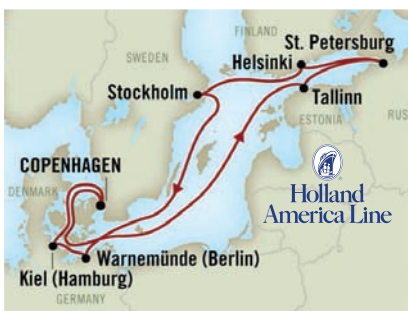 FINLAND
St. Petersburg
SWEDEN
Helsinki
Stockholm
Tallinn
ESTONIA
RUS
COPENHAGEN
DENMARK
Holland
America Line
Warnemünde (Berlin)
Kiel (Hamburg)
GERMANY